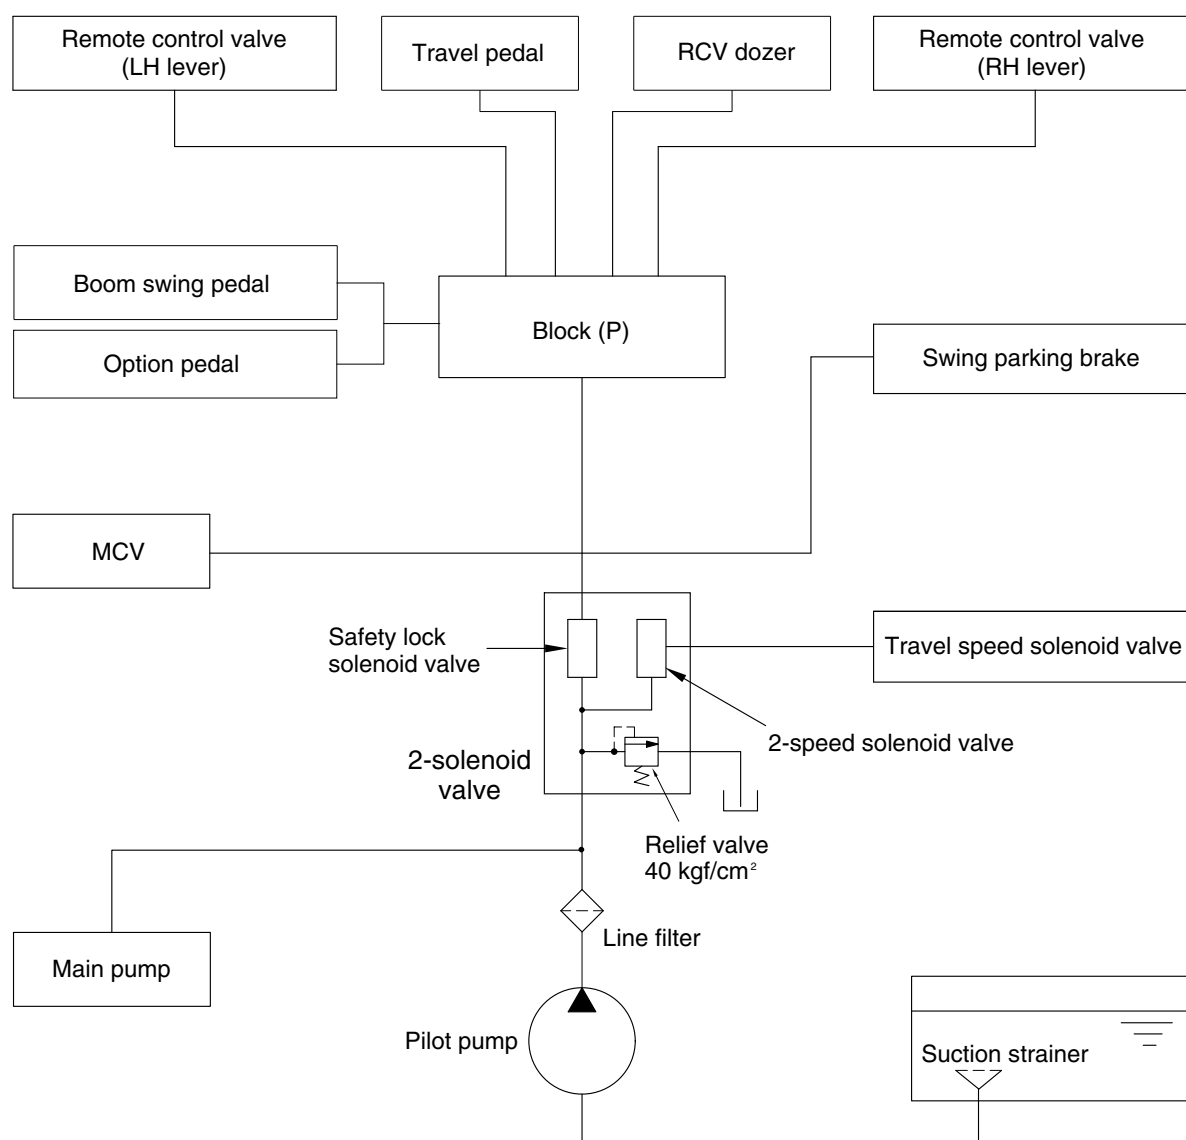 Remote control valve
(LH lever)
Travel pedal
RCV dozer
Remote control valve
(RH lever)
Boom swing pedal
Option pedal
Block (P)
Swing parking brake
MCV
Safety lock
solenoid valve
Travel speed solenoid valve
2-speed solenoid valve
2-solenoid
valve
Relief valve
40 kgf/cm²
Line filter
Main pump
Pilot pump
Suction strainer